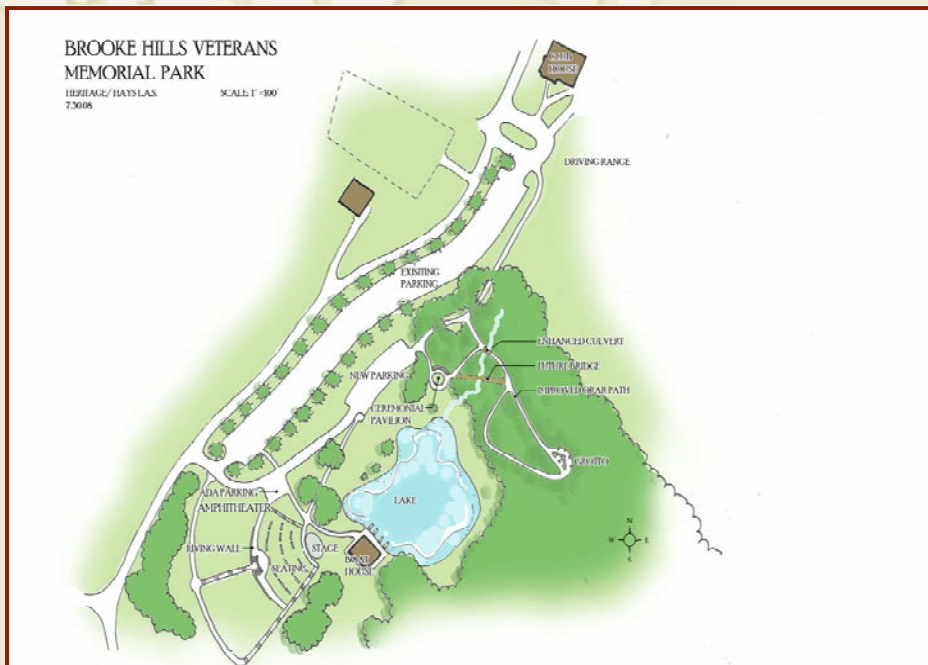 BROOKE HILLS VETERANS
MEMORIAL PARK
HERITAGE/HAYS L.A.S.
SCALE: 1" =100'
7.30.08
CLUB
HOUSE
DRIVING RANGE
EXISITING
PARKING
ENHANCED CULVERT
FUTURE BRIDGE
NEW PARKING
IMPROVED QRAR PATH
CEREMONIAL
PAVILION
GROTTO
ADA PARKING
LAKE
AMPHITHEATER
N
W
E
S
LIVING WALL
STAGE
BOAT
HOUSE
SEATING